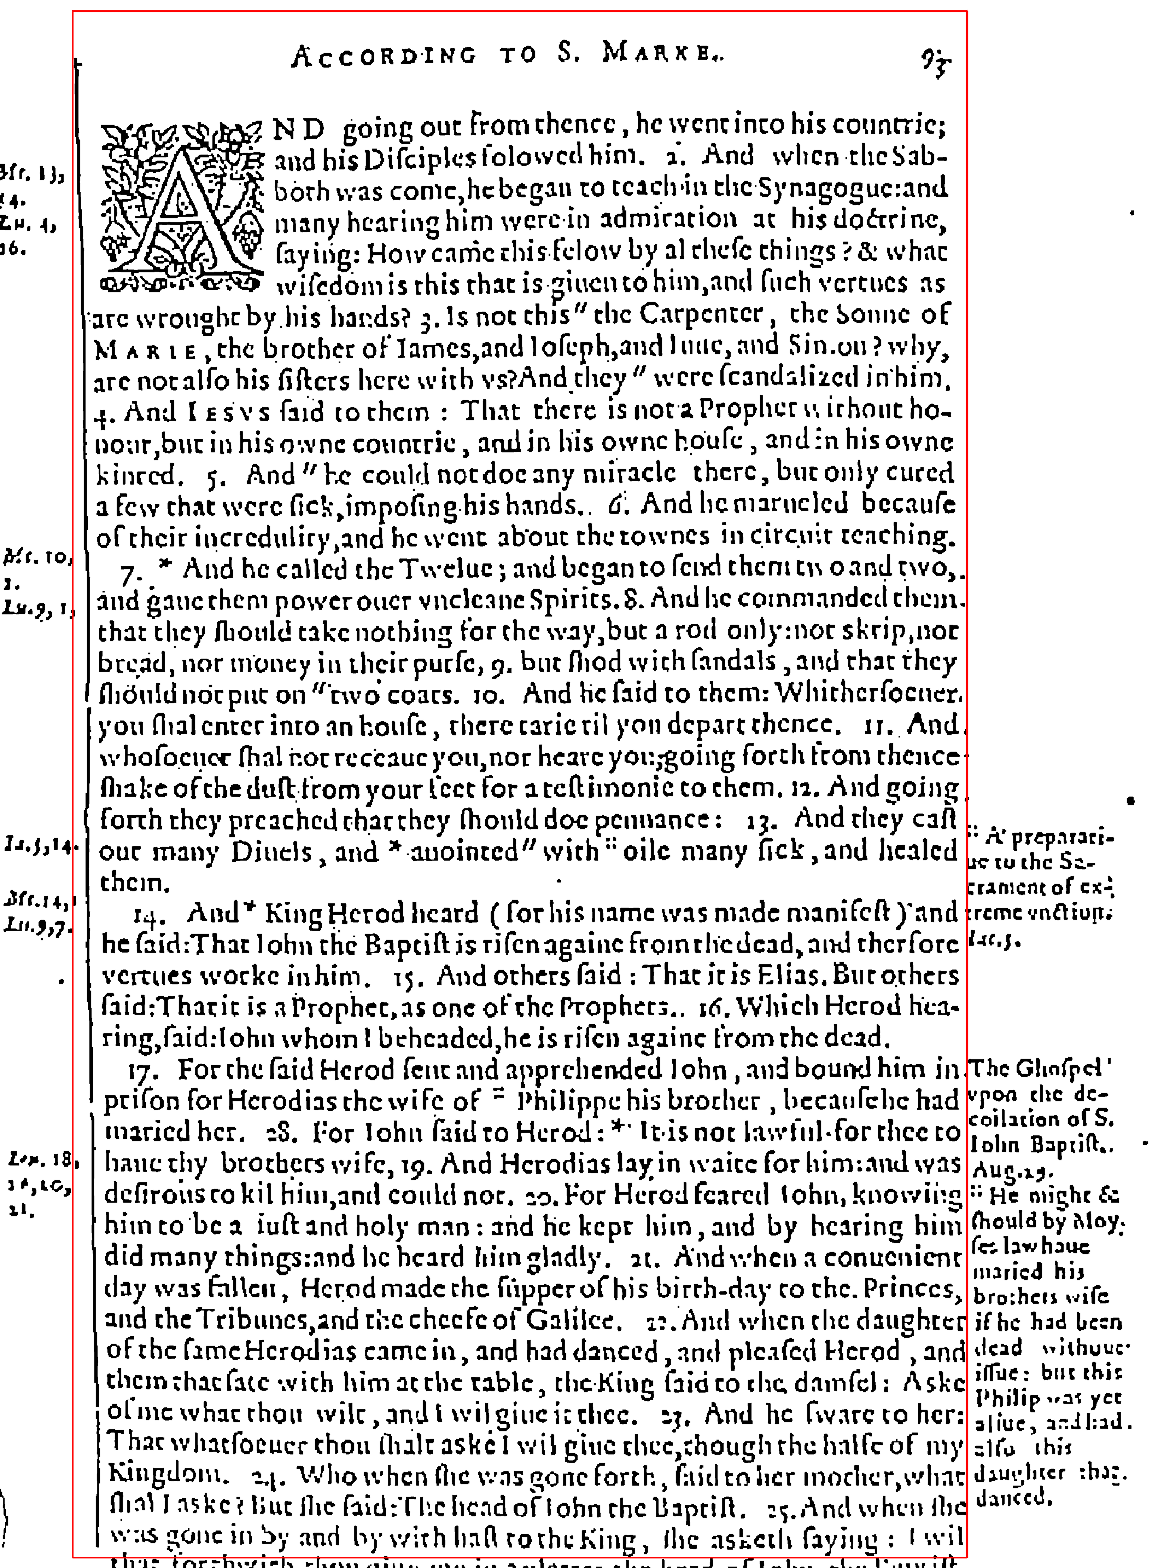 ACCORDING TO S. MARKE. 93
AND going out from thence, he went into his countrie;
and his Disciples folowed him. 2. And when the Sab-
both was come, he began to teach in the Synagogue: and
many hearing him were in admiration at his doctrine,
saying: How came this felow by al these things? & what
wisedom is this that is giuen to him, and such vertues as
are wrought by his hands? 3. Is not this" the Carpenter, the Sonne of
MARIE, the brother of Iames, and Ioseph, and Iude, and Simon? why,
are not also his sisters here with vs? And they" were scandalized in him.
4. And IESVS said to them: That there is not a Prophet without ho-
nour, but in his owne countrie, and in his owne house, and in his owne
kinred. 5. And "he could not doe any miracle there, but only cured
a few that were sick, imposing his hands. 6. And he marueled because
of their incredulity, and he went about the townes in circuit teaching.
7. * And he called the Twelue; and began to send them two and two,
and gaue them power ouer vncleane Spirits. 8. And he commanded them
that they should take nothing for the way, but a rod only: not skrip, not
bread, nor money in their purse, 9. but shod with sandals, and that they
should not put on "two coats. 10. And he said to them: Whithersoeuer
you shal enter into an house, there tarie til you depart thence. 11. And
whosoeuer shal not receaue you, nor heare you; going forth from thence
shake of the dust from your feet for a testimonie to them. 12. And going
forth they preached that they should doe pennance: 13. And they cast
out many Diuels, and * anointed" with :: oile many sick, and healed
them.
14. And * King Herod heard (for his name was made manifest) and
he said: That Iohn the Baptist is risen againe from the dead, and therfore
vertues worke in him. 15. And others said: That it is Elias. But others
said: That it is a Prophet, as one of the Prophets. 16. Which Herod hea-
ring, said: Iohn whom I beheaded, he is risen againe from the dead.
17. For the said Herod sent and apprehended Iohn, and bound him in
prison for Herodias the wife of :: Philippe his brother, because he had
maried her. 18. For Iohn said to Herod: * It is not lawful for thee to
haue thy brothers wife, 19. And Herodias lay in waite for him: and was
desirous to kil him, and could not. 20. For Herod feared Iohn, knowing
him to be a iust and holy man: and he kept him, and by hearing him
did many things: and he heard him gladly. 21. And when a conuenient
day was fallen, Herod made the supper of his birth-day to the Princes,
and the Tribunes, and the cheefe of Galilee. 22. And when the daughter
of the same Herodias came in, and had danced, and pleased Herod, and
them that sate with him at the table, the King said to the damsel: Aske
of me what thou wilt, and I wil giue it thee. 23. And he sware to her:
That whatsoeuer thou shalt aske I wil giue thee, though the halfe of my
Kingdom. 24. Who when she was gone forth, said to her mother, what
shal I aske? But she said: The head of Iohn the Baptist. 25. And when she
was gone in by and by with hast to the King, she asketh saying: I wil
Mt. 13,
54.
Lu. 4,
16.
Mt. 10,
1.
Lu. 9, 1,
Ia. 5, 14.
Mt. 14,
Lu. 9, 7.
Leu. 18,
16, 20,
21.
:: A preparati-
ue to the Sa-
crament of ex-
treme vnction.
Iac. 5.
The Ghospel
vpon the de-
collation of S.
Iohn Baptist.
Aug. 29.
:: He might &
should by Moy-
ses law haue
maried his
brothers wife
if he had been
dead without
issue: but this
Philip was yet
aliue, and had
also this
daughter that
danced.